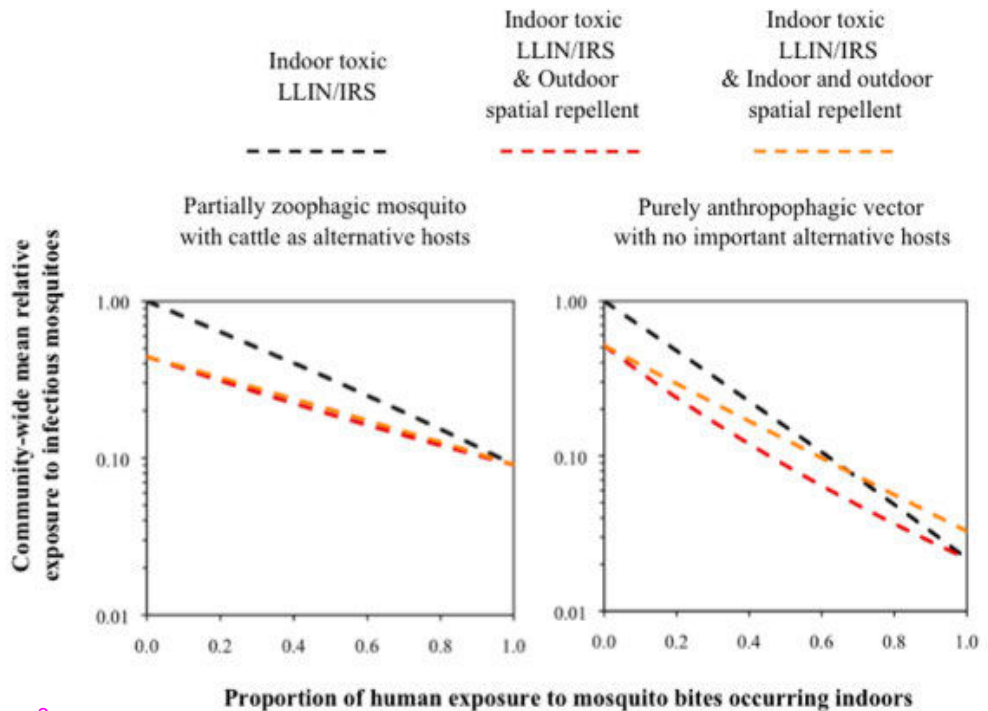 Indoor toxic
LLIN/IRS
Indoor toxic
LLIN/IRS
& Outdoor
spatial repellent
Indoor toxic
LLIN/IRS
& Indoor and outdoor
spatial repellent
Partially zoophagic mosquito
with cattle as alternative hosts
Purely anthropophagic vector
with no important alternative hosts
Community-wide mean relative
exposure to infectious mosquitoes
1.00
0.10
0.01
0.0 0.2 0.4 0.6 0.8 1.0
1.00
0.10
0.01
0.0 0.2 0.4 0.6 0.8 1.0
Proportion of human exposure to mosquito bites occurring indoors